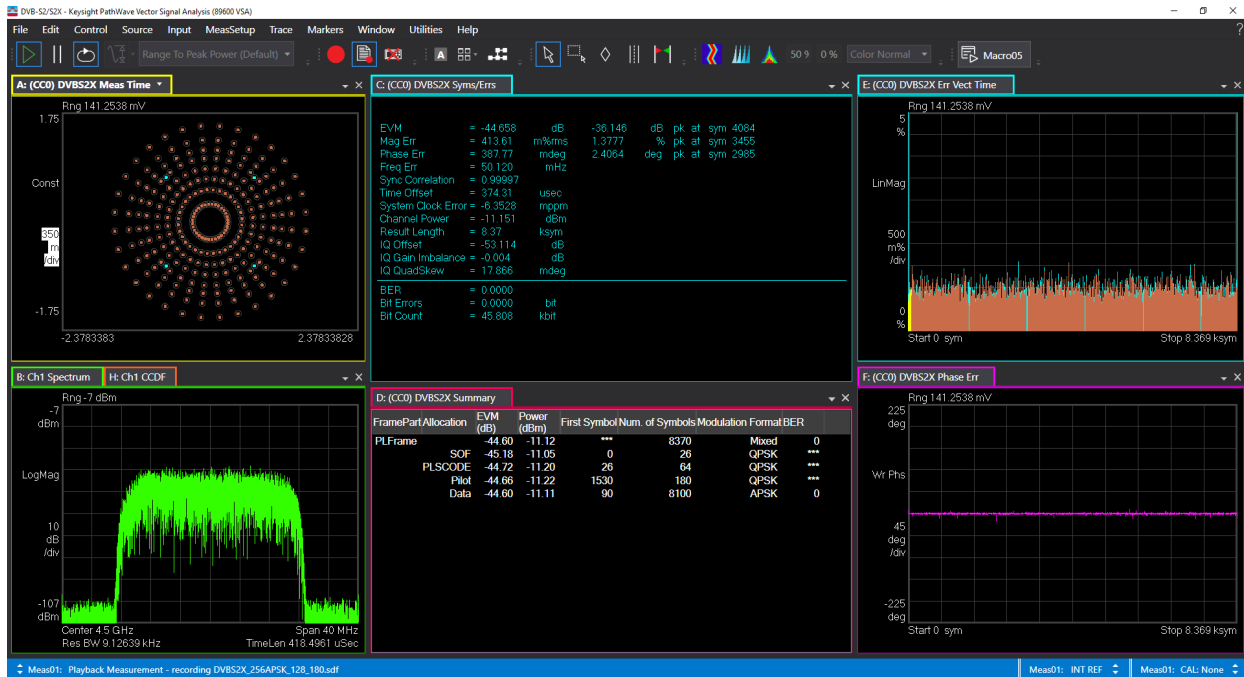 DVB-S2/S2X - Keysight PathWave Vector Signal Analysis (89600 VSA)
File Edit Control Source Input MeasSetup Trace Markers Window Utilities Help
Range To Peak Power (Default) A 50 9 0 % Color Normal Macro05
A: (CC0) DVBS2X Meas Time
Rng 141.2538 mV
1.75
Const
350
m
/div
-1.75
-2.3783383 2.37833828
C: (CC0) DVBS2X Syms/Errs
EVM = -44.658 dB -36.146 dB pk at sym 4084
Mag Err = 413.61 m%rms 1.3777 % pk at sym 3455
Phase Err = 387.77 mdeg 2.4064 deg pk at sym 2985
Freq Err = 50.120 mHz
Sync Correlation = 0.99997
Time Offset = 374.31 usec
System Clock Error = -6.3528 mppm
Channel Power = -11.151 dBm
Result Length = 8.37 ksym
IQ Offset = -53.114 dB
IQ Gain Imbalance = -0.004 dB
IQ QuadSkew = 17.866 mdeg
BER = 0.0000
Bit Errors = 0.0000 bit
Bit Count = 45.808 kbit
E: (CC0) DVBS2X Err Vect Time
Rng 141.2538 mV
5
%
LinMag
500
m%
/div
0
%
Start 0 sym Stop 8.369 ksym
B: Ch1 Spectrum H: Ch1 CCDF
Rng -7 dBm
-7
dBm
LogMag
10
dB
/div
-107
dBm
Center 4.5 GHz Span 40 MHz
Res BW 9.12639 kHz TimeLen 418.4961 uSec
D: (CC0) DVBS2X Summary
FramePart Allocation EVM (dB) Power (dBm) First Symbol Num. of Symbols Modulation Format BER
PLFrame -44.60 -11.12 *** 8370 Mixed 0
SOF -45.18 -11.05 0 26 QPSK ***
PLSCODE -44.72 -11.20 26 64 QPSK ***
Pilot -44.66 -11.22 1530 180 QPSK ***
Data -44.60 -11.11 90 8100 APSK 0
F: (CC0) DVBS2X Phase Err
Rng 141.2538 mV
225
deg
Wr Phs
45
deg
/div
-225
deg
Start 0 sym Stop 8.369 ksym
Meas01: Playback Measurement - recording DVBS2X_256APSK_128_180.sdf Meas01: INT REF Meas01: CAL: None